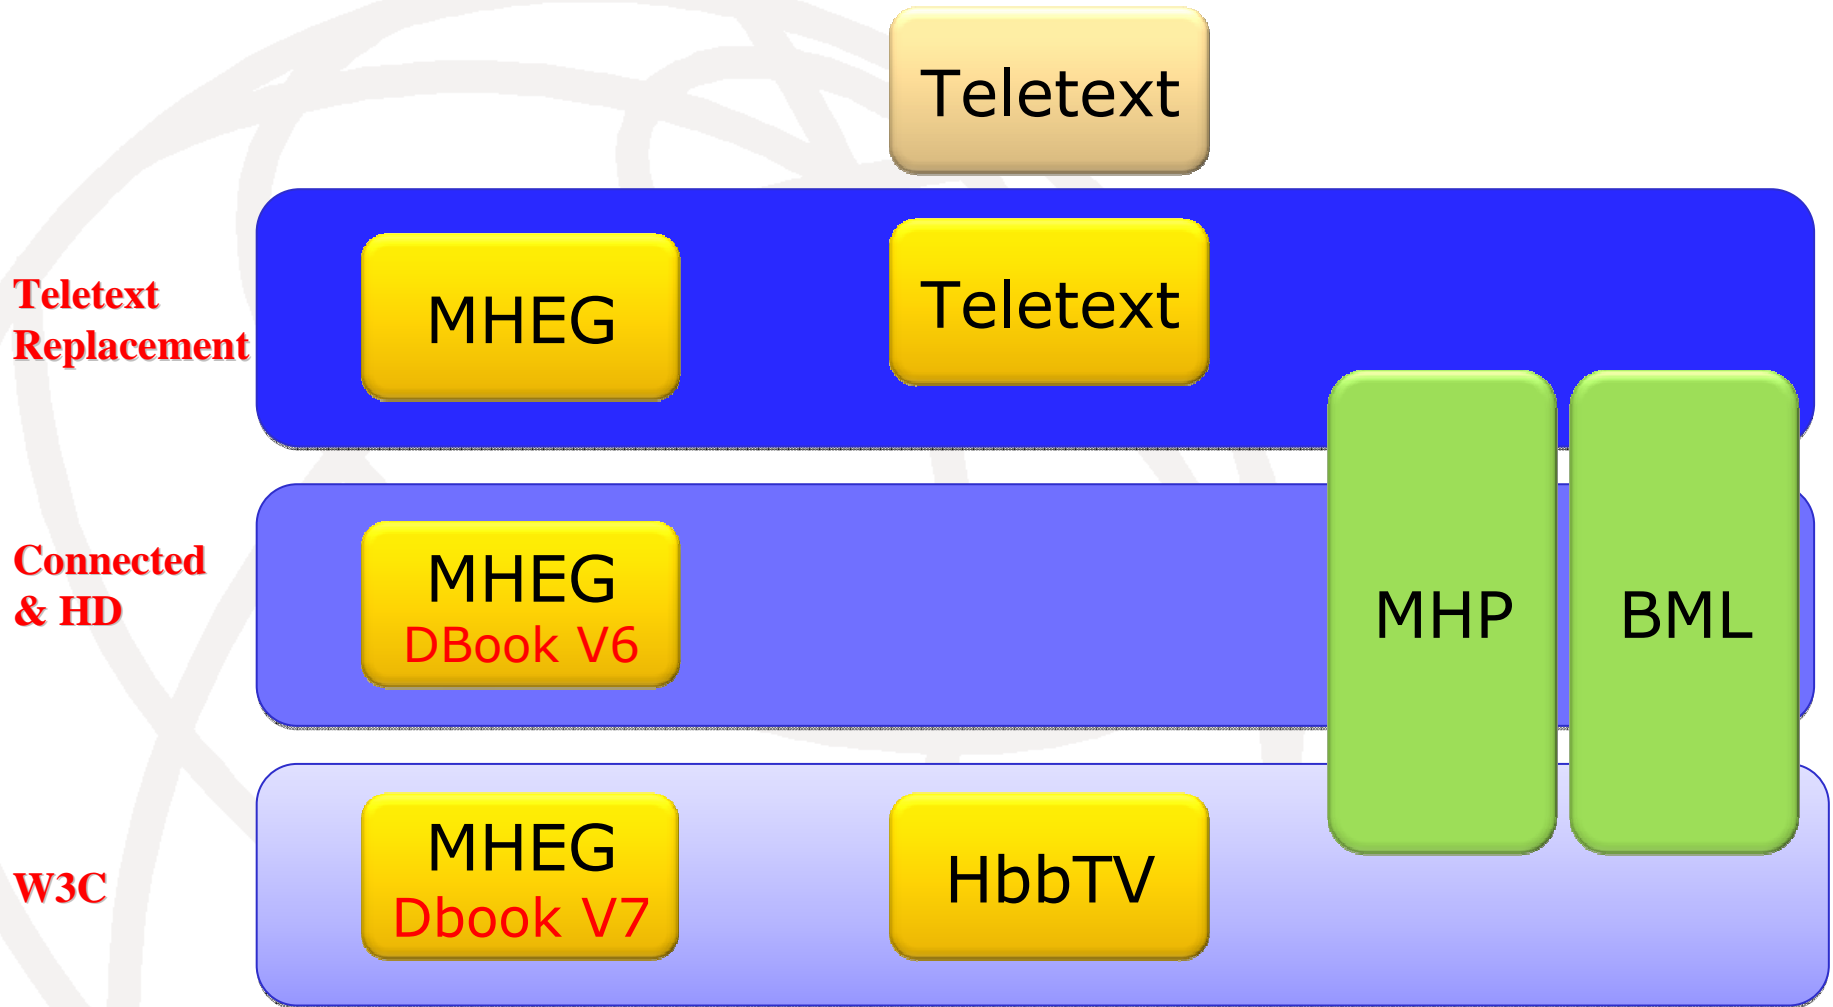 Teletext
Teletext
Replacement
MHEG
Teletext
Connected
& HD
MHEG
DBook V6
MHP
BML
W3C
MHEG
Dbook V7
HbbTV